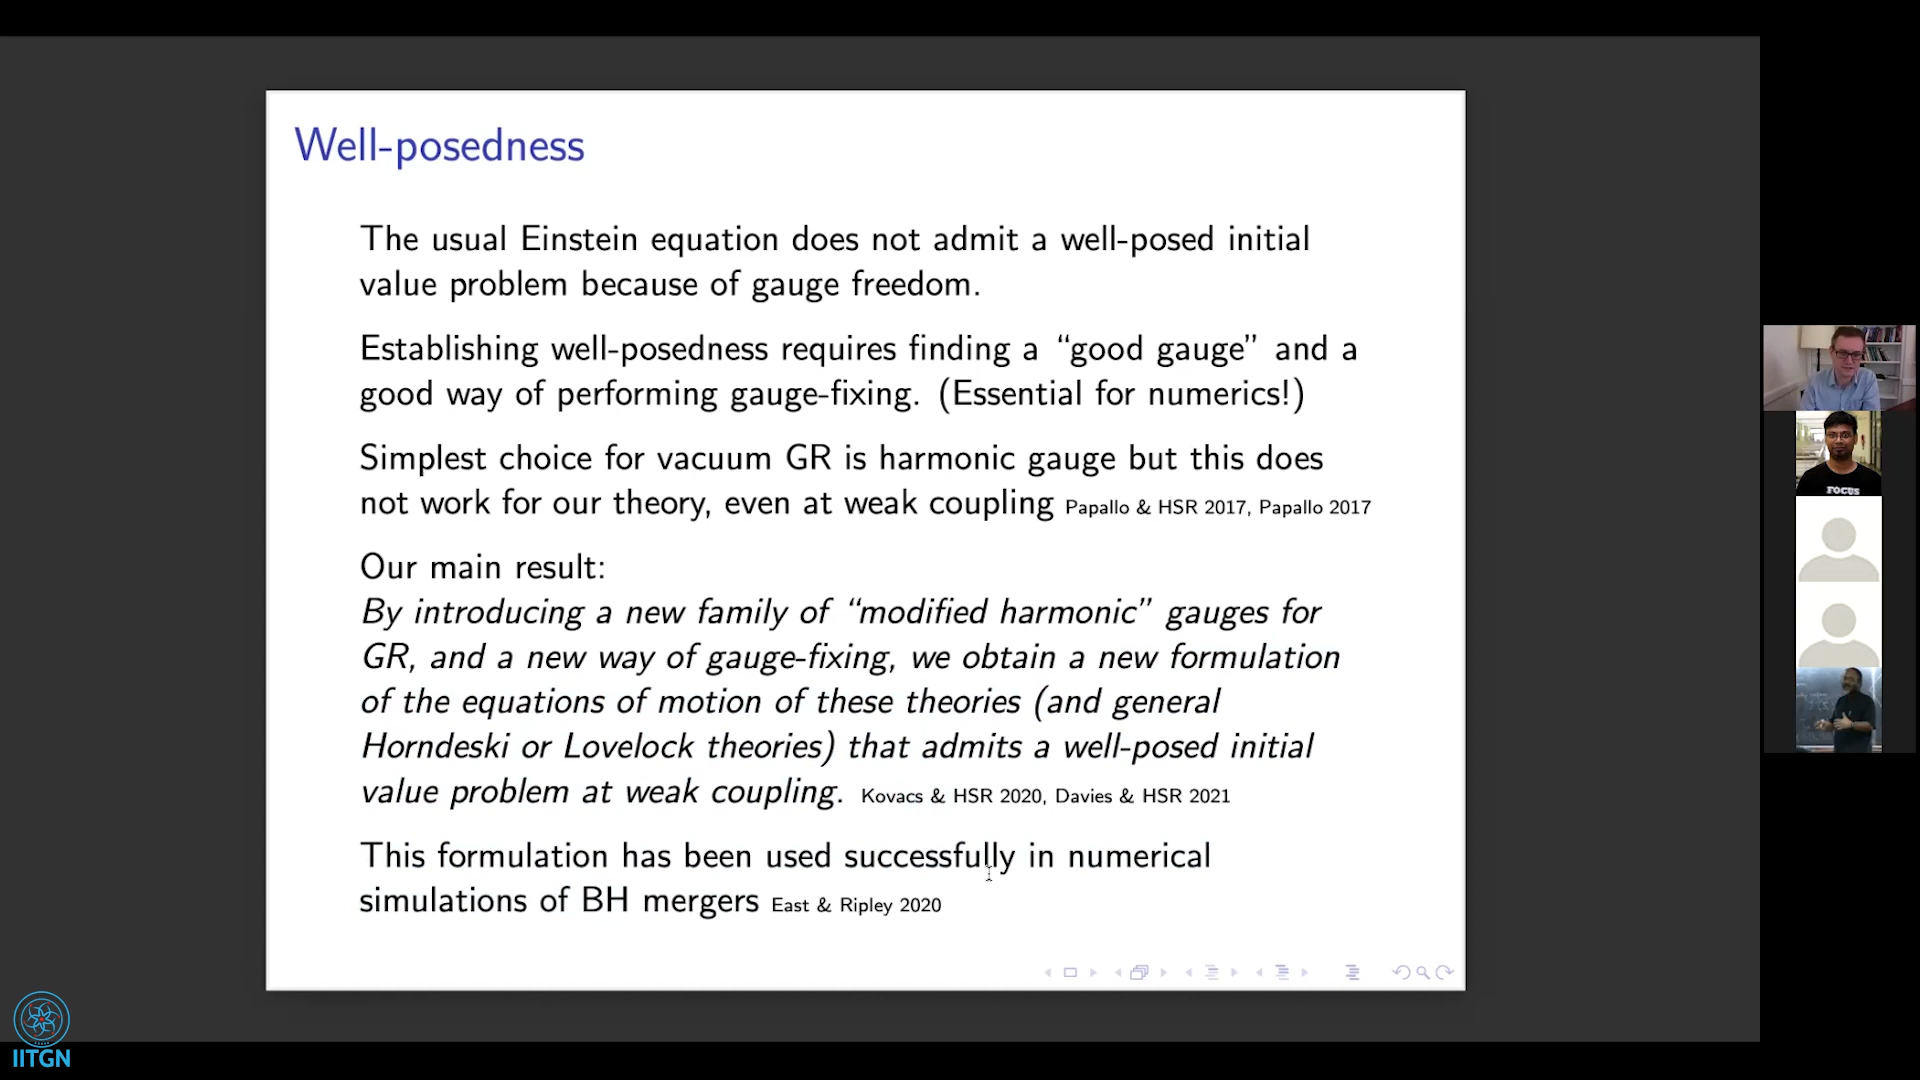 Well-posedness
The usual Einstein equation does not admit a well-posed initial
value problem because of gauge freedom.
Establishing well-posedness requires finding a “good gauge” and a
good way of performing gauge-fixing. (Essential for numerics!)
Simplest choice for vacuum GR is harmonic gauge but this does
not work for our theory, even at weak coupling Papallo & HSR 2017, Papallo 2017
Our main result:
By introducing a new family of “modified harmonic” gauges for
GR, and a new way of gauge-fixing, we obtain a new formulation
of the equations of motion of these theories (and general
Horndeski or Lovelock theories) that admits a well-posed initial
value problem at weak coupling. Kovacs & HSR 2020, Davies & HSR 2021
This formulation has been used successfully in numerical
simulations of BH mergers East & Ripley 2020
FOCUS
IITGN